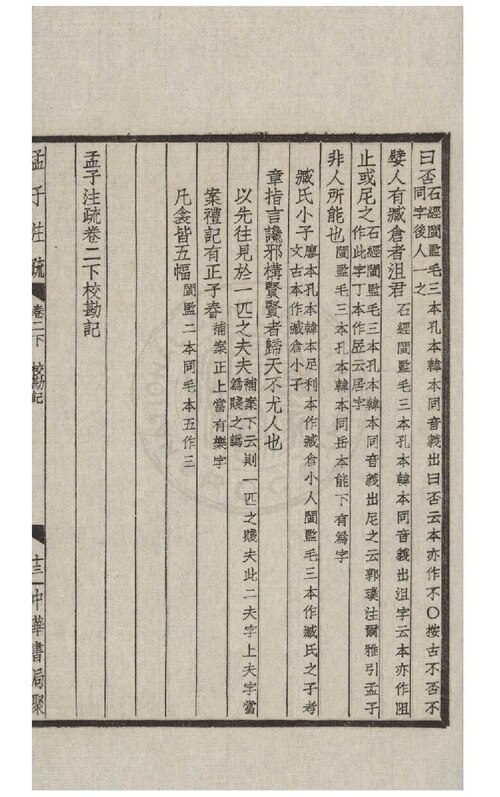 曰否石經閩監毛三本孔本韓本同音義出曰否云本亦作不〇按古不否不
同字後人一之
嬖人有臧倉者沮君石經閩監毛三本孔本韓本同音義出沮字云本亦作阻
止或尼之石經閩監毛三本孔本韓本同音義出尼之云郭璞注爾雅引孟子
作此字丁本作㞾云居字
非人所能也閩監毛三本孔本韓本同岳本能下有爲字
臧氏小子廖本孔本韓本足利本作臧倉小人閩監毛三本作臧氏之子考
文古本作臧倉小子
章指言讒邪構賢賢者歸天不尤人也
以先往見於一匹之夫夫補案下云則一匹之賤夫此二夫字上夫字當
爲賤之譌
案禮記有正子春補案正上當有樂字
凡衾皆五幅閩監二本同毛本五作三
孟子注疏卷二下校勘記
孟子注疏 卷二下 校勘記
十三 中華書局聚